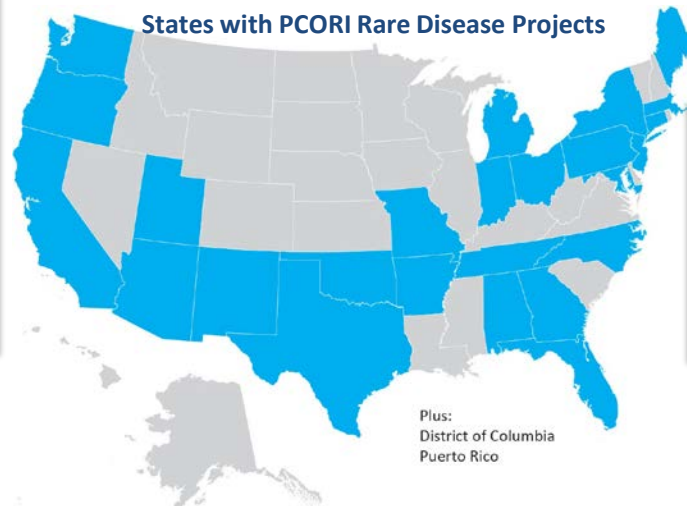 States with PCORI Rare Disease Projects
Plus:
District of Columbia
Puerto Rico